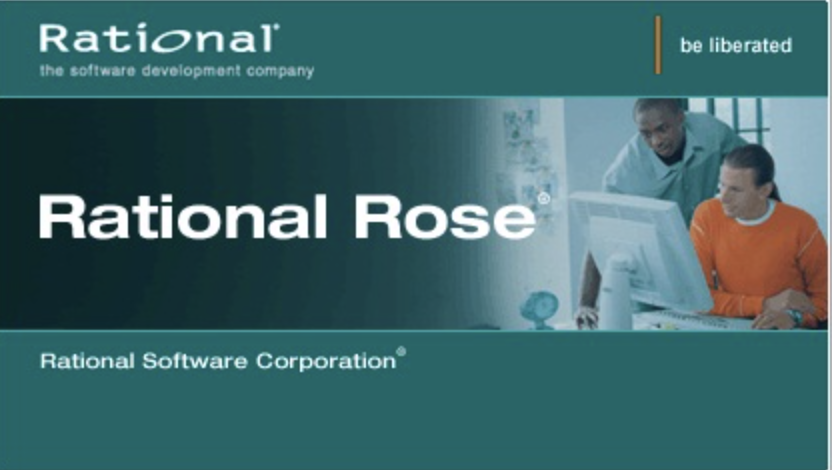 Rational®
the software development company
be liberated
Rational Rose®
Rational Software Corporation®